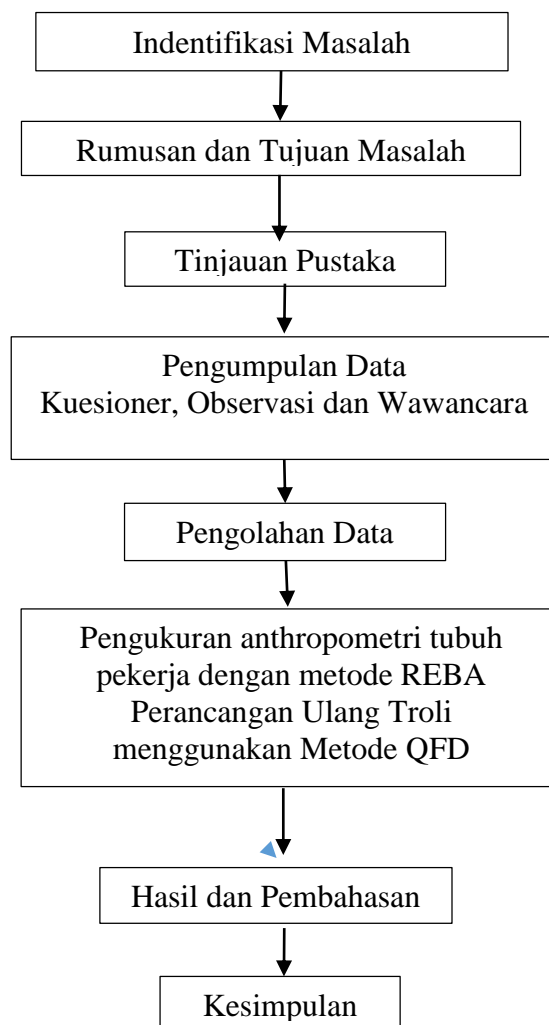 Indentifikasi Masalah
Rumusan dan Tujuan Masalah
Tinjauan Pustaka
Pengumpulan Data
Kuesioner, Observasi dan Wawancara
Pengolahan Data
Pengukuran anthropometri tubuh
pekerja dengan metode REBA
Perancangan Ulang Troli
menggunakan Metode QFD
Hasil dan Pembahasan
Kesimpulan